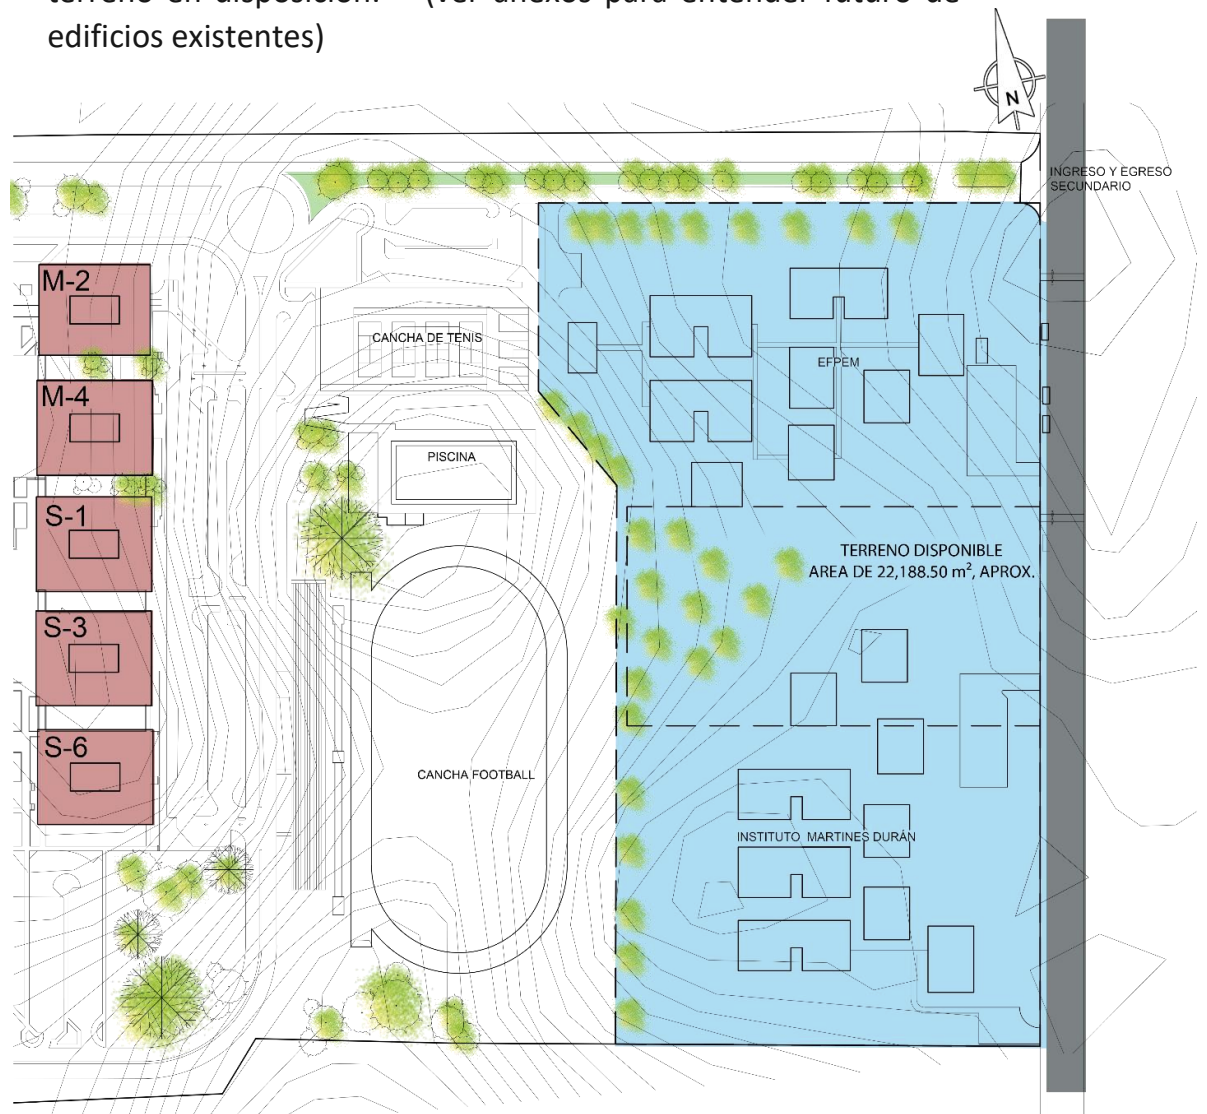 terreno en disposición. (ver anexos para entender futuro de
edificios existentes)
N
INGRESO Y EGRESO
SECUNDARIO
M-2
CANCHA DE TENIS
EFPEM
M-4
PISCINA
S-1
TERRENO DISPONIBLE
AREA DE 22,188.50 m², APROX.
S-3
S-6
CANCHA FOOTBALL
INSTITUTO MARTINES DURÁN